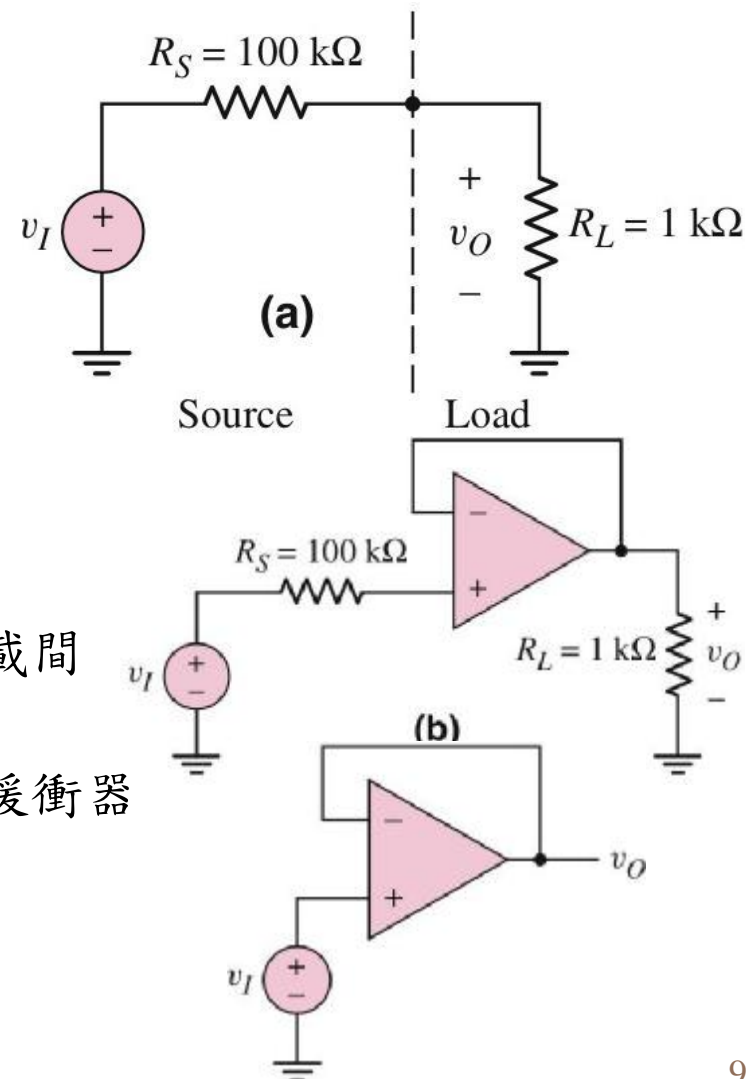 R_S = 100 kΩ
+
v_I
+
−
v_O
R_L = 1 kΩ
−
(a)
Source
Load
−
R_S = 100 kΩ
+
載間
v_I
+
−
R_L = 1 kΩ
+
v_O
−
(b)
緩衝器
−
v_O
+
v_I
+
−
9